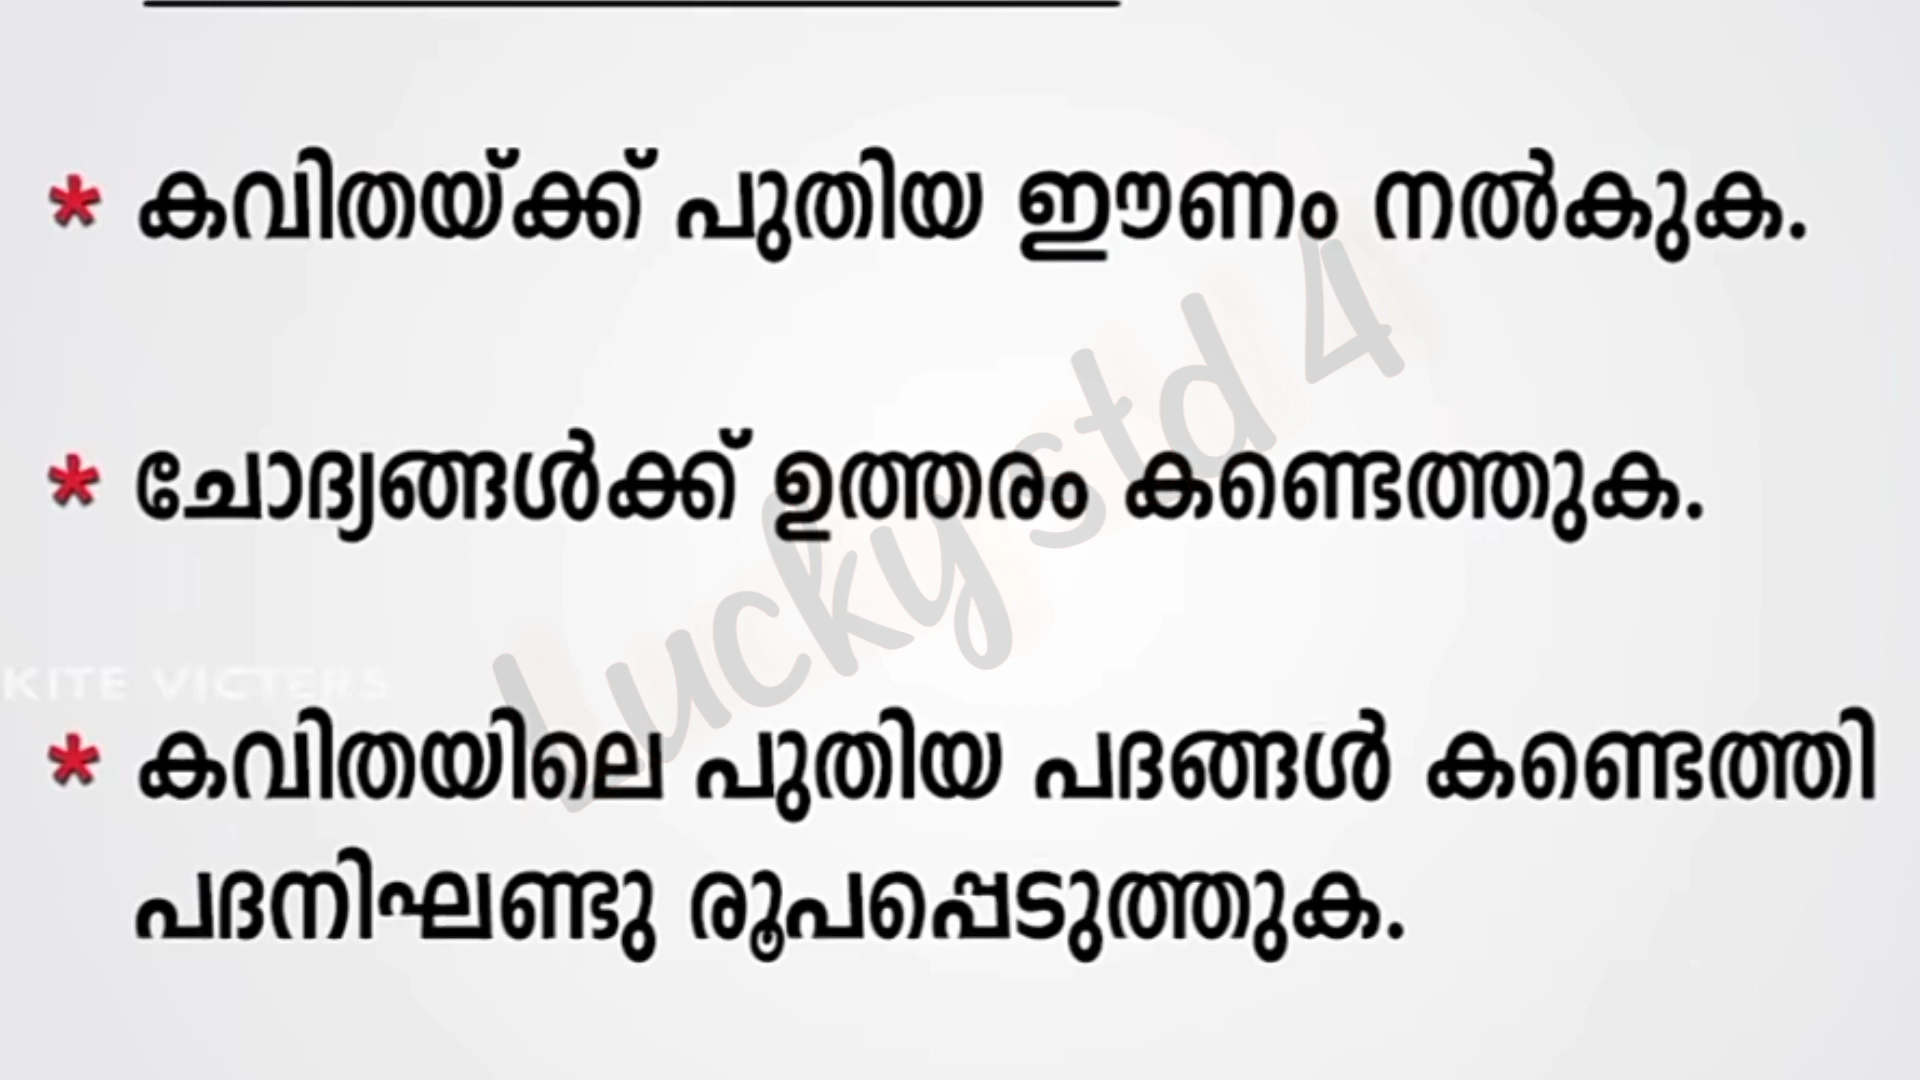 * കവിതയ്ക്ക് പുതിയ ഈണം നൽകുക.
* ചോദ്യങ്ങൾക്ക് ഉത്തരം കണ്ടെത്തുക.
Lucky std 4
KITE VICTERS
* കവിതയിലെ പുതിയ പദങ്ങൾ കണ്ടെത്തി
പദനിഘണ്ടു രൂപപ്പെടുത്തുക.